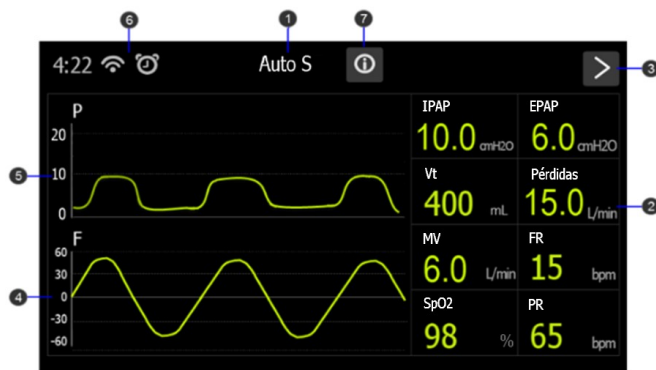 6 1 7
4:22 Auto S
3
P
20
10
0
5
F
60
30
0
-30
-60
4
IPAP EPAP
10.0 cmH2O 6.0 cmH2O
Vt Pérdidas
400 mL 15.0 L/min
2
MV FR
6.0 L/min 15 bpm
SpO2 PR
98 % 65 bpm